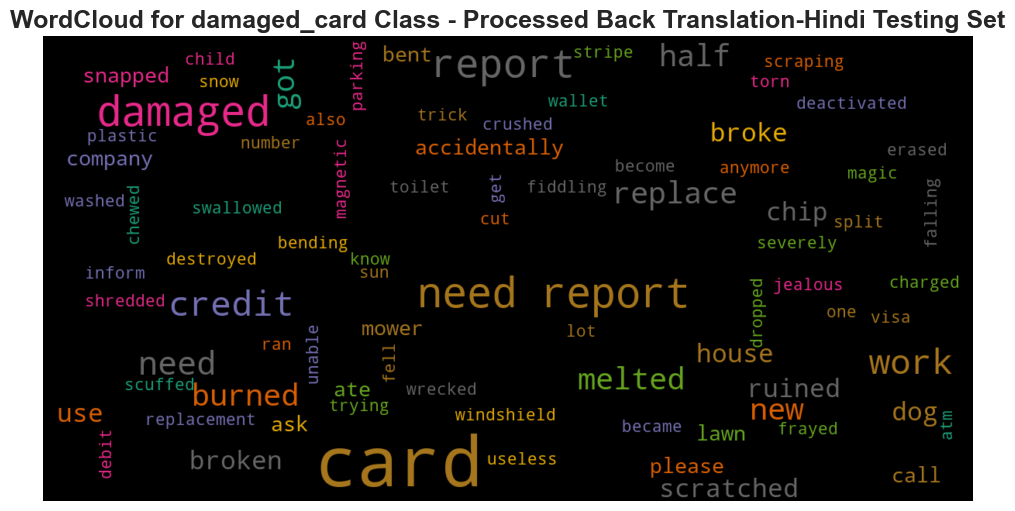 WordCloud for damaged_card Class - Processed Back Translation-Hindi Testing Set
child
snapped
snow
got
parking
bent
report
stripe
half
scraping
torn
damaged
also
trick
wallet
deactivated
plastic
number
crushed
broke
company
accidentally
erased
magnetic
become
anymore
magic
washed
chewed
swallowed
toilet
get
fiddling
replace
chip
split
falling
cut
bending
severely
destroyed
know
inform
sun
shredded
credit
need report
dropped
jealous
charged
one
visa
mower
lot
ran
unable
fell
need
house
work
scuffed
burned
ate
wrecked
melted
ruined
trying
use
replacement
ask
windshield
new
dog
atm
became
lawn
frayed
debit
broken
card
useless
please
scratched
call